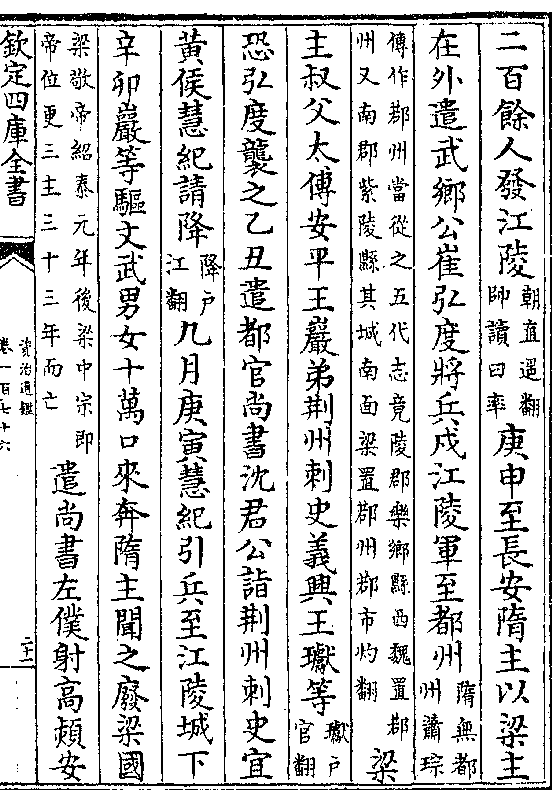 二百餘人發江陵朝直遥翻帥讀曰率庚申至長安隋主以梁主
在外遣武鄉公崔弘度將兵戍江陵軍至都州隋無都州蕭琮
傳作鄀州當從之五代志竟陵郡樂鄉縣西魏置鄀州又南郡紫陵縣其城南面梁置鄀州鄀市灼翻梁
主叔父太傅安平王巖弟荆州刺史義興王瓛等瓛户官翻
恐弘度襲之乙丑遣都官尚書沈君公詣荆州刺史宜
黄侯慧紀請降降户江翻九月庚寅慧紀引兵至江陵城下
辛卯巖等驅文武男女十萬口來奔隋主聞之廢梁國
梁敬帝紹泰元年後梁中宗即帝位更三主三十三年而亡遣尚書左僕射高熲安
欽定四庫全書
資治通鑑
卷一百七十六
二十一